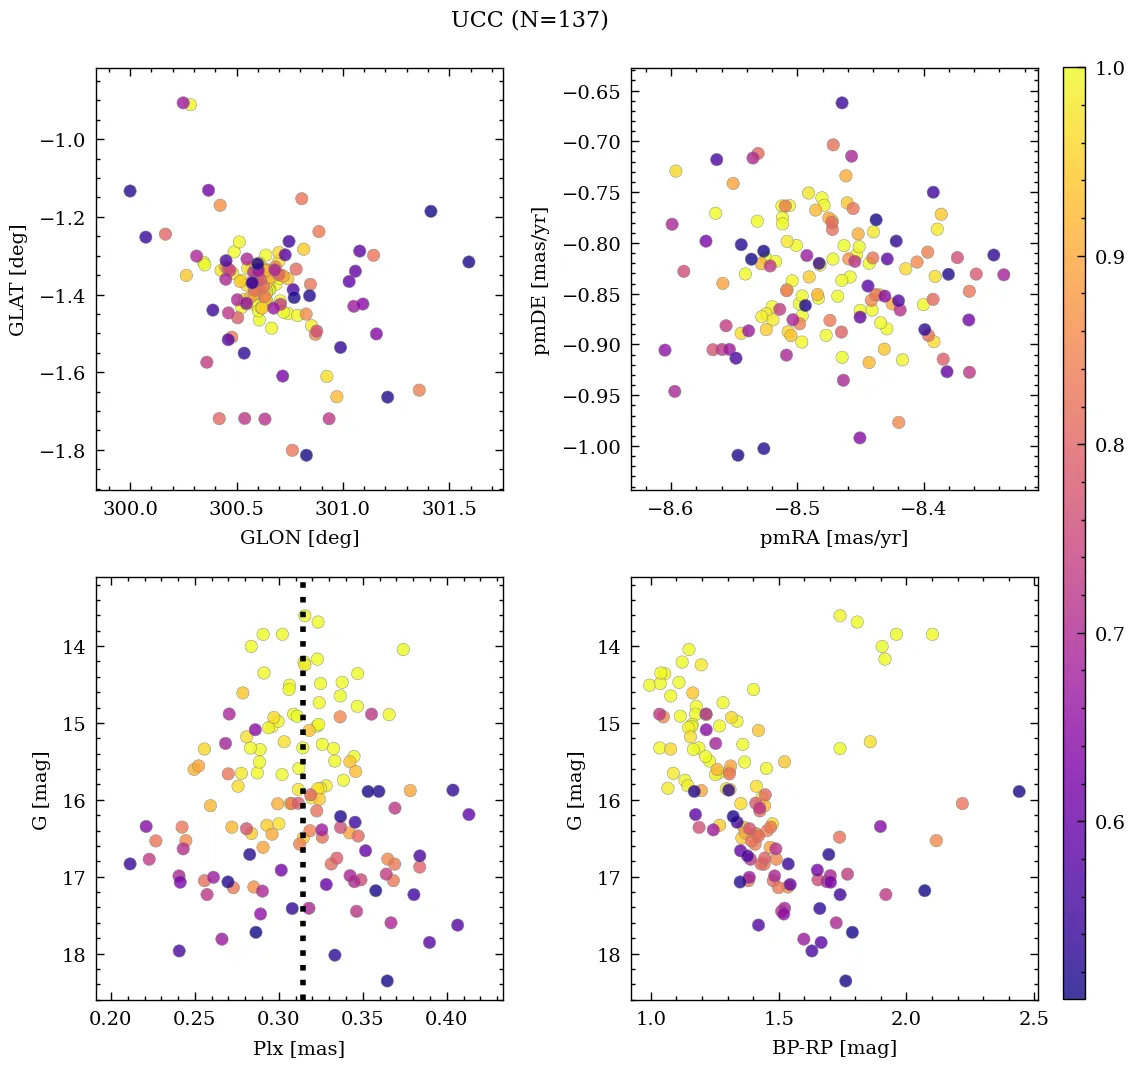 UCC (N=137)
−1.0
−1.2
−1.4
−1.6
−1.8
GLAT [deg]
300.0 300.5 301.0 301.5
GLON [deg]
−0.65
−0.70
−0.75
−0.80
−0.85
−0.90
−0.95
−1.00
pmDE [mas/yr]
−8.6 −8.5 −8.4
pmRA [mas/yr]
14
15
16
17
18
G [mag]
0.20 0.25 0.30 0.35 0.40
Plx [mas]
14
15
16
17
18
G [mag]
1.0 1.5 2.0 2.5
BP-RP [mag]
1.0
0.9
0.8
0.7
0.6